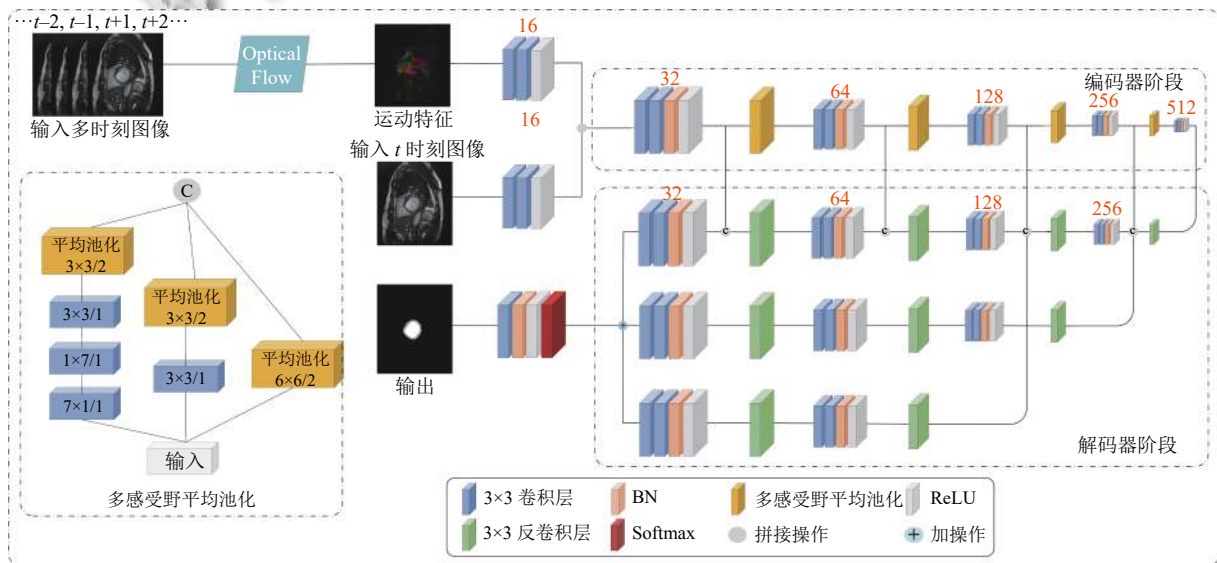 …t–2, t–1, t+1, t+2…
输入多时刻图像
Optical
Flow
运动特征
16
16
输入 t 时刻图像
编码器阶段
32
64
128
256
512
32
64
128
256
c
c
c
c
解码器阶段
输出
C
平均池化
3×3/2
3×3/1
1×7/1
7×1/1
平均池化
3×3/2
3×3/1
平均池化
6×6/2
输入
多感受野平均池化
3×3 卷积层
BN
多感受野平均池化
ReLU
3×3 反卷积层
Softmax
拼接操作
+
加操作